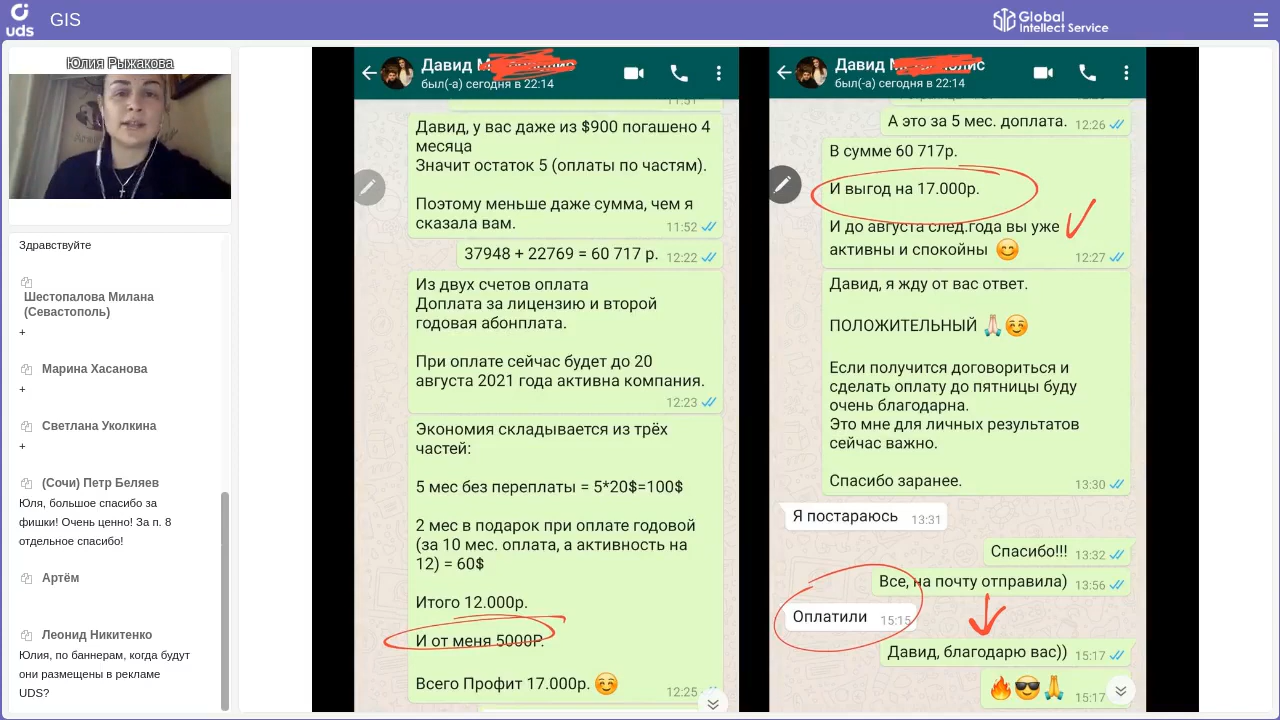 uds
GIS
Global
Intellect Service
Юлия Рыжакова
Здравствуйте
Шестопалова Милана
(Севастополь)
+
Марина Хасанова
+
Светлана Уколкина
+
(Сочи) Петр Беляев
Юля, большое спасибо за
фишки! Очень ценно! За п. 8
отдельное спасибо!
Артём
Леонид Никитенко
Юлия, по баннерам, когда будут
они размещены в рекламе
UDS?
Давид
был(-а) сегодня в 22:14
11:51
Давид, у вас даже из $900 погашено 4
месяца
Значит остаток 5 (оплаты по частям).
Поэтому меньше даже сумма, чем я
сказала вам.
11:52
37948 + 22769 = 60 717 р. 12:22
Из двух счетов оплата
Доплата за лицензию и второй
годовая абонплата.
При оплате сейчас будет до 20
августа 2021 года активна компания.
12:23
Экономия складывается из трёх
частей:
5 мес без переплаты = 5*20$=100$
2 мес в подарок при оплате годовой
(за 10 мес. оплата, а активность на
12) = 60$
Итого 12.000р.
И от меня 5000Р.
Всего Профит 17.000р. 😊
12:25
Давид
был(-а) сегодня в 22:14
А это за 5 мес. доплата. 12:26
В сумме 60 717р.
И выгод на 17.000р.
И до августа след.года вы уже
активны и спокойны 😊
12:27
Давид, я жду от вас ответ.
ПОЛОЖИТЕЛЬНЫЙ 🙏☺️
Если получится договориться и
сделать оплату до пятницы буду
очень благодарна.
Это мне для личных результатов
сейчас важно.
Спасибо заранее.
13:30
Я постараюсь 13:31
Спасибо!!! 13:32
Все, на почту отправила) 13:56
Оплатили 15:15
Давид, благодарю вас)) 15:17
🔥😎🙏 15:17